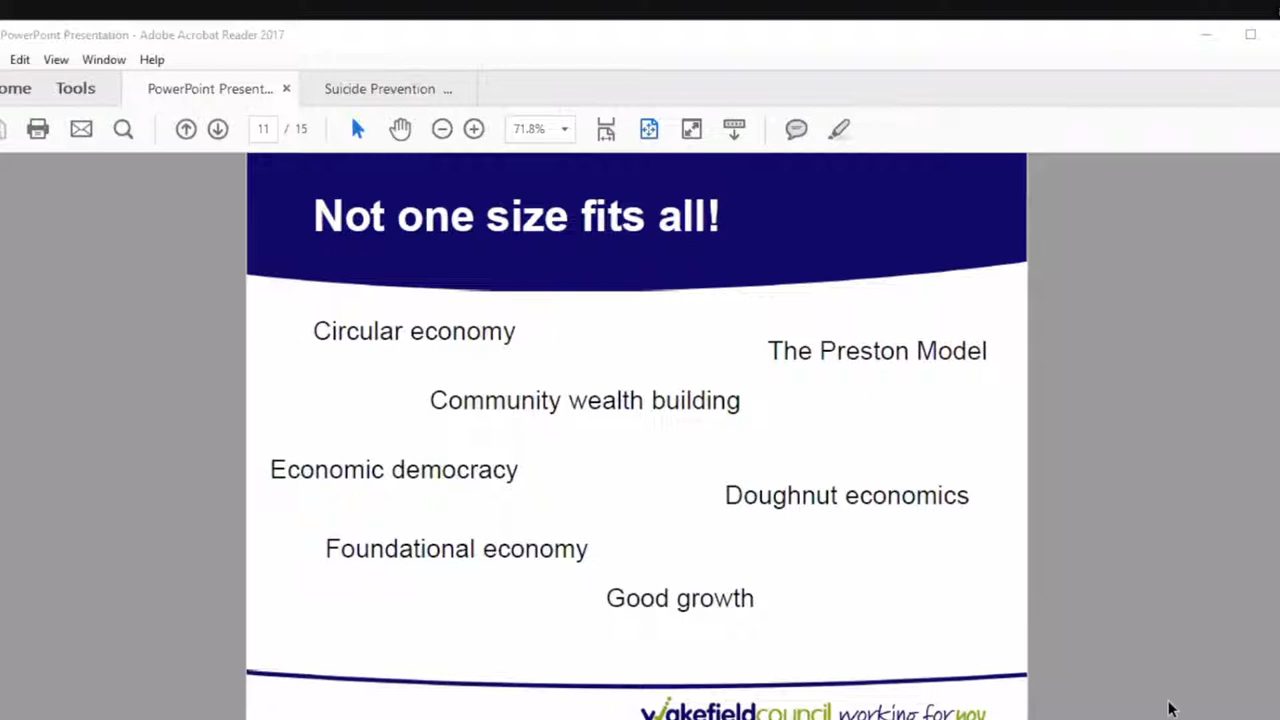 PowerPoint Presentation - Adobe Acrobat Reader 2017
Edit View Window Help
ome Tools PowerPoint Present... × Suicide Prevention ...
11 / 15 71.8%
Not one size fits all!
Circular economy
The Preston Model
Community wealth building
Economic democracy
Doughnut economics
Foundational economy
Good growth
wakefieldcouncil working for you